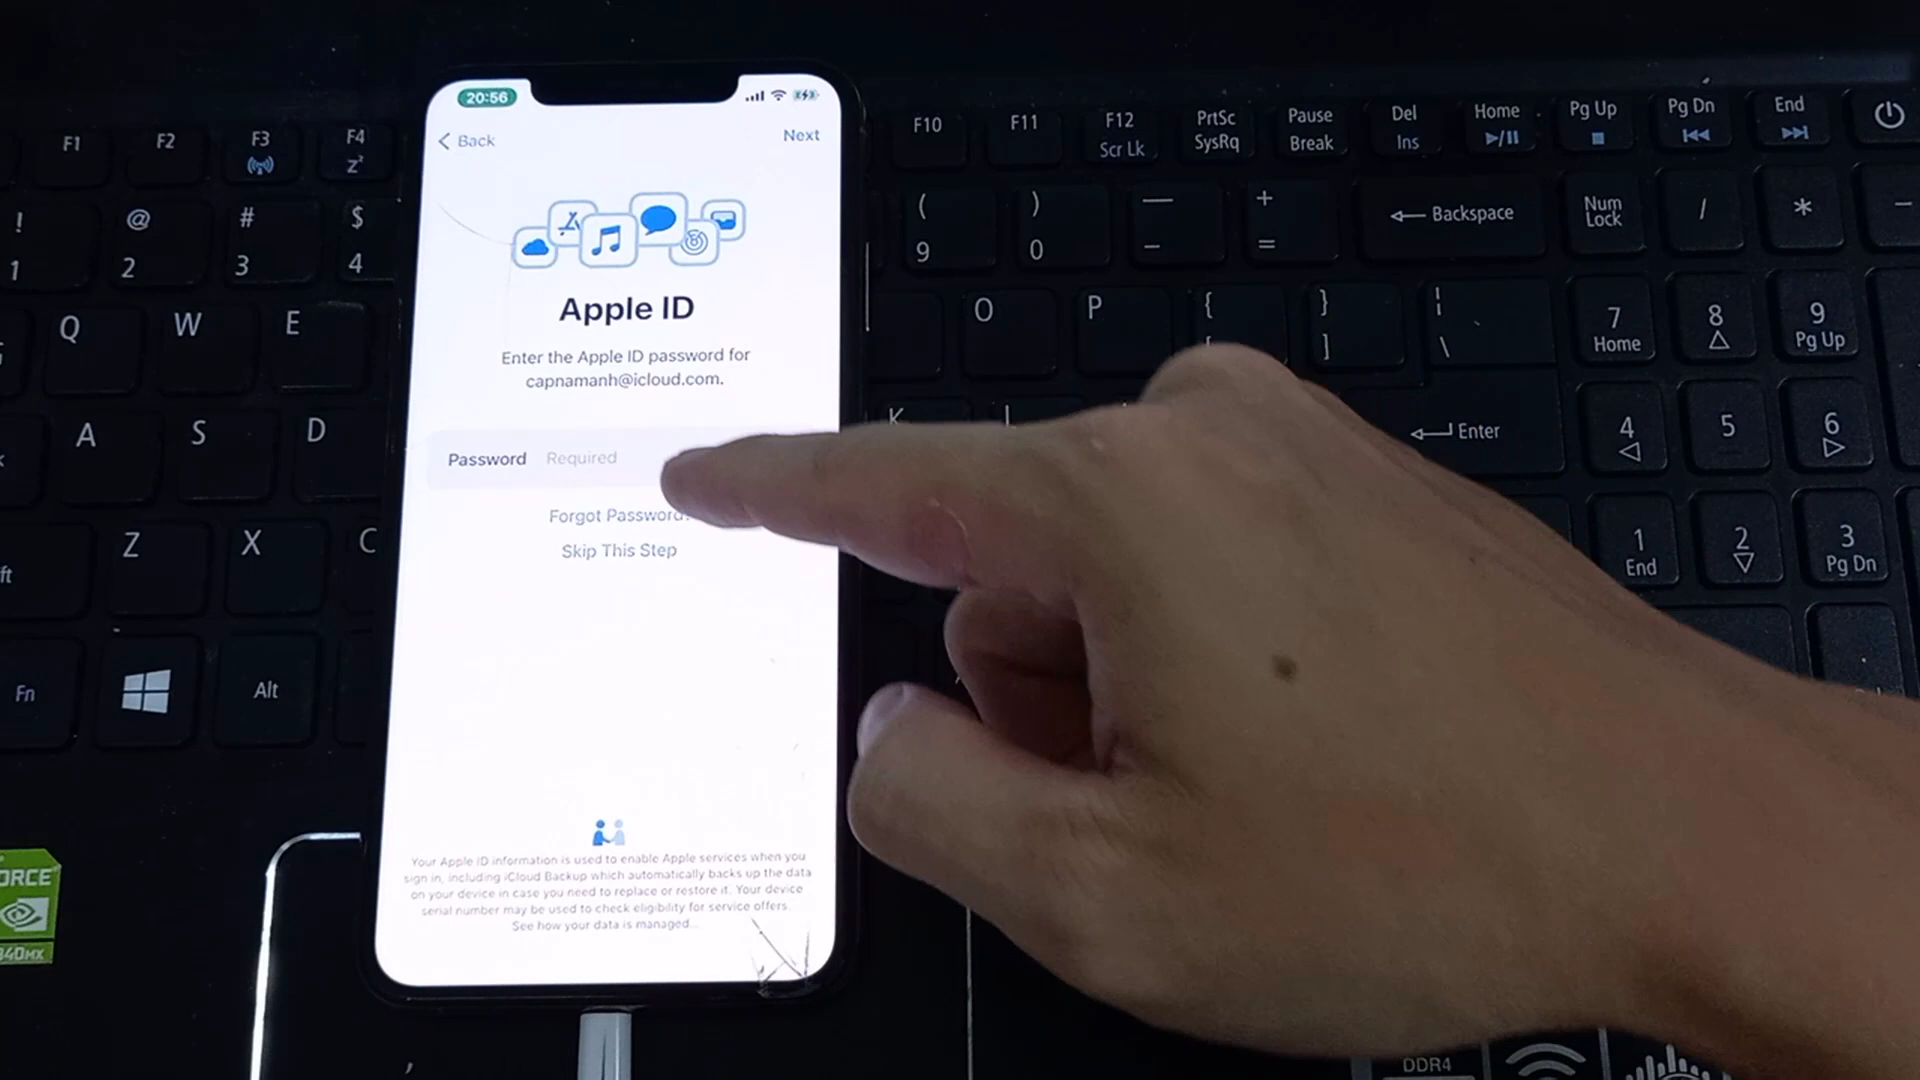 20:56
Back
Next
Apple ID
Enter the Apple ID password for
capnamanh@icloud.com.
Password Required
Forgot Password
Skip This Step
Your Apple ID information is used to enable Apple services when you
sign in, including iCloud Backup which automatically backs up the data
on your device in case you need to replace or restore it. Your device
serial number may be used to check eligibility for service offers.
See how your data is managed...
F1 F2 F3 F4
F10 F11 F12 PrtSc Pause Del Home Pg Up Pg Dn End
Scr Lk SysRq Break Ins
! @ # $
1 2 3 4
( ) — +
9 0 - =
← Backspace
Num
Lock
/ * -
Q W E
O P { }
[ ]
¦
\
7 8 9
Home Pg Up
A S D
K L
← Enter
4 5 6
Z X C
1 2 3
End Pg Dn
Fn Alt
ORCE
840MX
DDR4